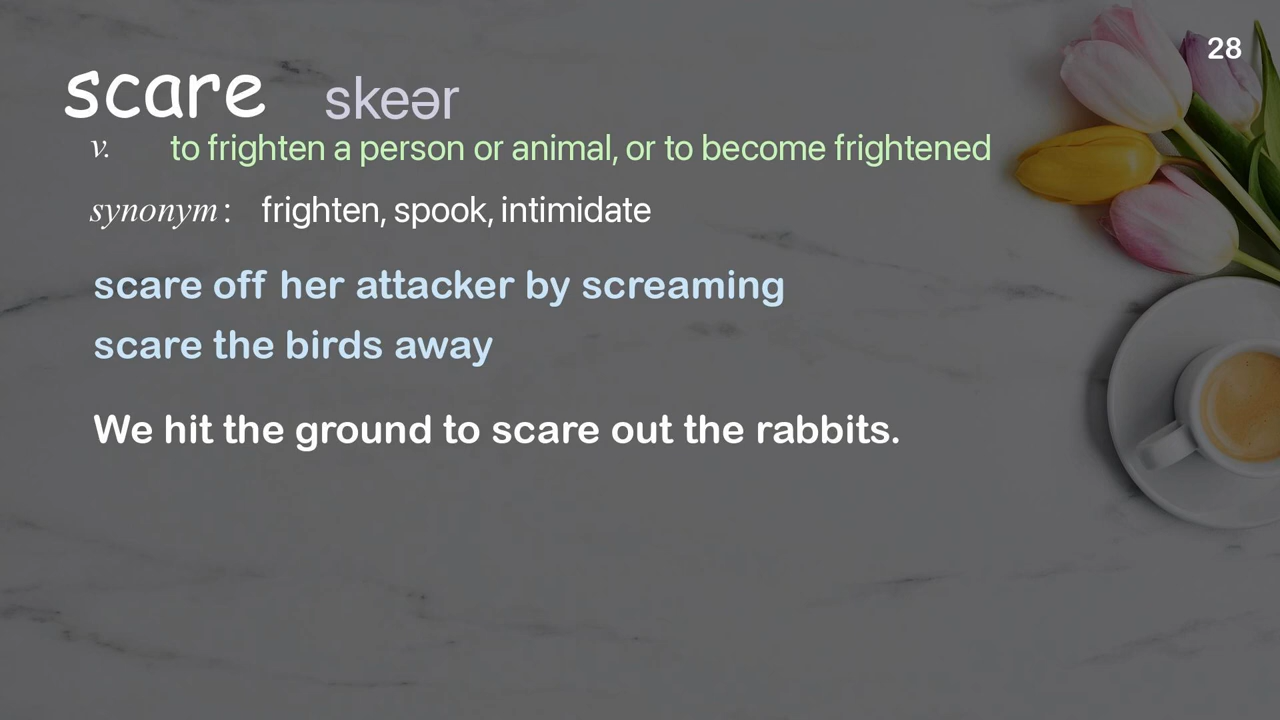 28
scare skeər
v. to frighten a person or animal, or to become frightened
synonym: frighten, spook, intimidate
scare off her attacker by screaming
scare the birds away
We hit the ground to scare out the rabbits.